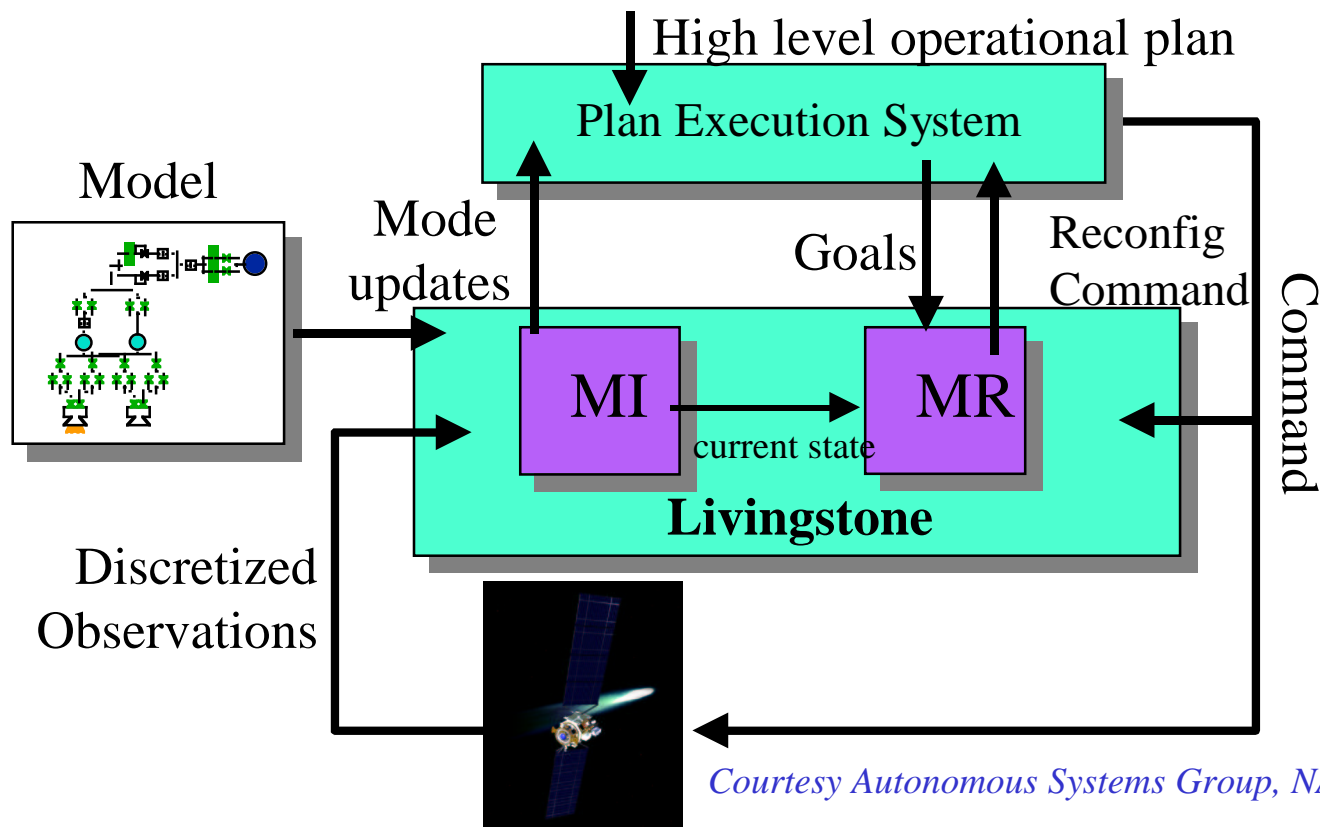 High level operational plan
Plan Execution System
Model
Mode
updates
Goals
Reconfig
Command
Command
MI
MR
current state
Livingstone
Discretized
Observations
Courtesy Autonomous Systems Group,